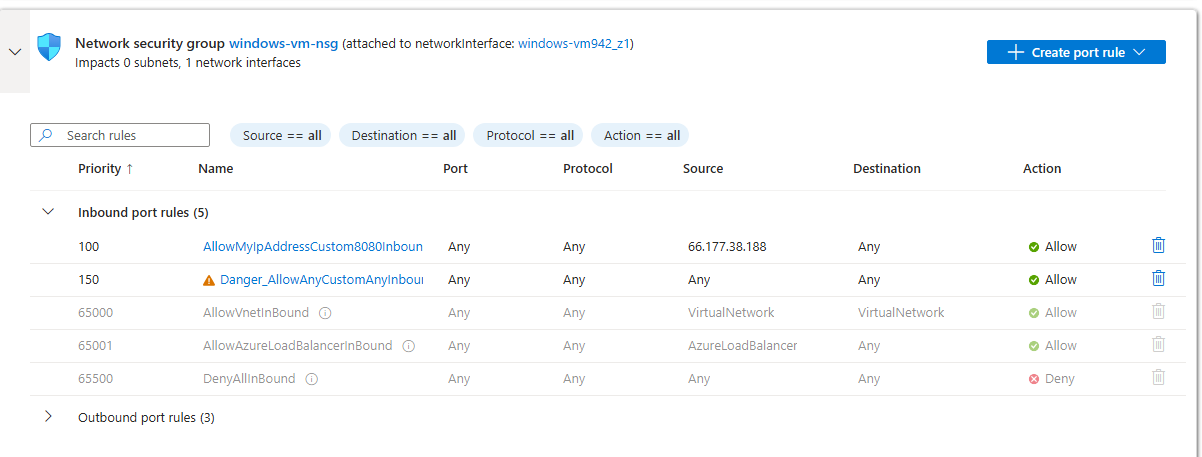 Network security group windows-vm-nsg (attached to networkInterface: windows-vm942_z1)
Impacts 0 subnets, 1 network interfaces
Create port rule
Search rules
Source == all
Destination == all
Protocol == all
Action == all
Priority ↑ Name Port Protocol Source Destination Action
Inbound port rules (5)
100 AllowMyIpAddressCustom8080Inboun Any Any 66.177.38.188 Any Allow
150 Danger_AllowAnyCustomAnyInboun Any Any Any Any Allow
65000 AllowVnetInBound Any Any VirtualNetwork VirtualNetwork Allow
65001 AllowAzureLoadBalancerInBound Any Any AzureLoadBalancer Any Allow
65500 DenyAllInBound Any Any Any Any Deny
Outbound port rules (3)